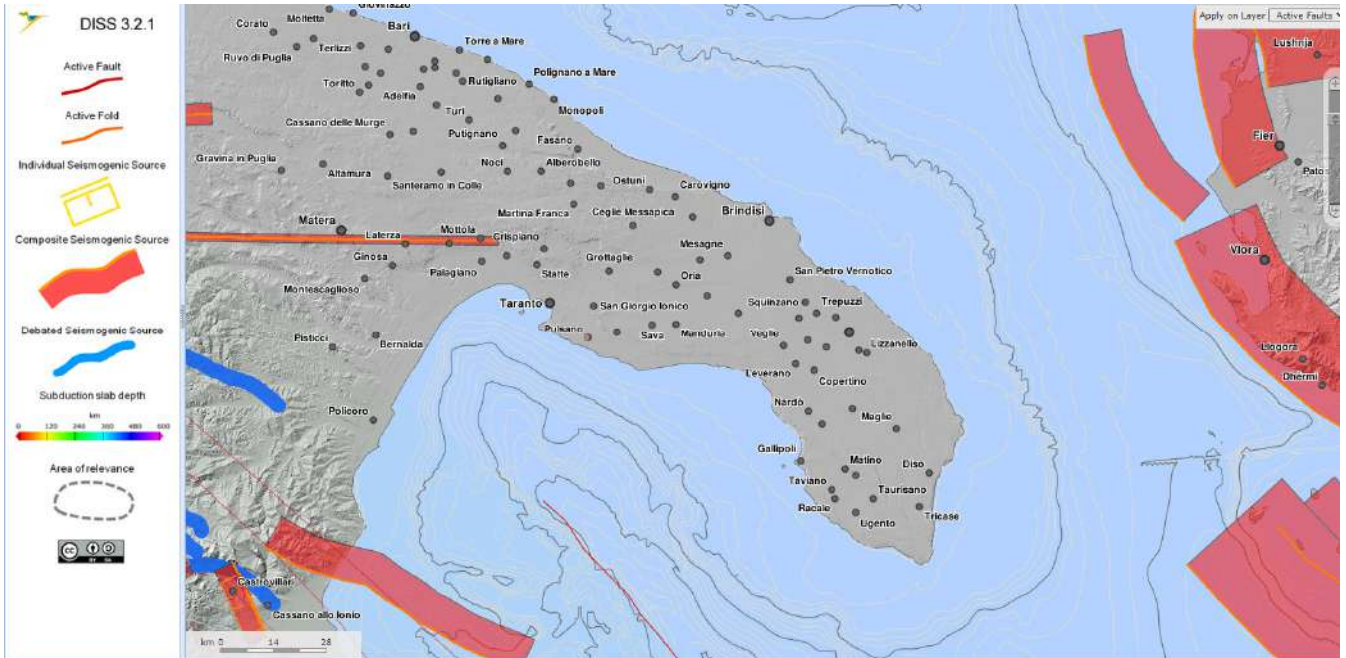 DISS 3.2.1
Active Fault
Active Fold
Individual Seismogenic Source
Composite Seismogenic Source
Debated Seismogenic Source
Subduction slab depth
km
0 120 240 360 480 600
Area of relevance
cc
BY SA
Apply on Layer Active Faults
Giovinazzo
Molfetta
Corato
Bari
Terlizzi
Torre a Mare
Ruvo di Puglia
Lushnja
Toritto
Rutigliano
Polignano a Mare
Adelfia
Turi
Monopoli
Cassano delle Murge
Putignano
Fasano
Fier
Gravina in Puglia
Noci
Alberobello
Patos
Altamura
Santeramo in Colle
Ostuni
Carovigno
Martina Franca
Ceglie Messapica
Brindisi
Matera
Laterza
Mottola
Crispiano
Mesagne
Vlora
Ginosa
Grottaglie
Palagiano
Statte
Oria
San Pietro Vernotico
Montescaglioso
Taranto
San Giorgio Ionico
Squinzano
Trepuzzi
Pulsano
Sava
Manduria
Veglie
Pisticci
Bernalda
Lizzanello
Llogora
Leverano
Copertino
Dhermi
Nardò
Maglie
Policoro
Gallipoli
Matino
Diso
Taviano
Taurisano
Racale
Ugento
Tricase
Castrovillari
Cassano allo Ionio
km 0 14 28